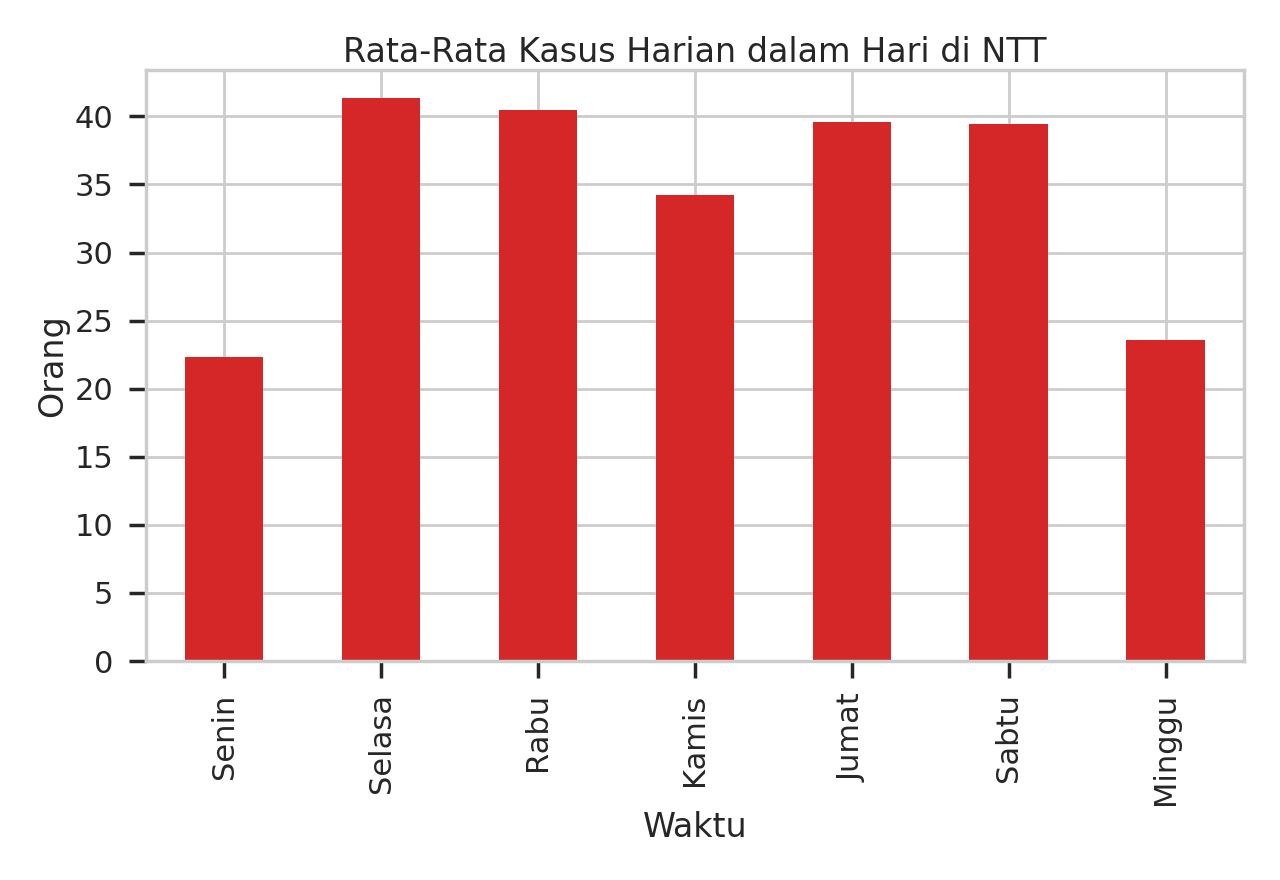 Rata-Rata Kasus Harian dalam Hari di NTT
Orang
40
35
30
25
20
15
10
5
0
Senin
Selasa
Rabu
Kamis
Jumat
Sabtu
Minggu
Waktu